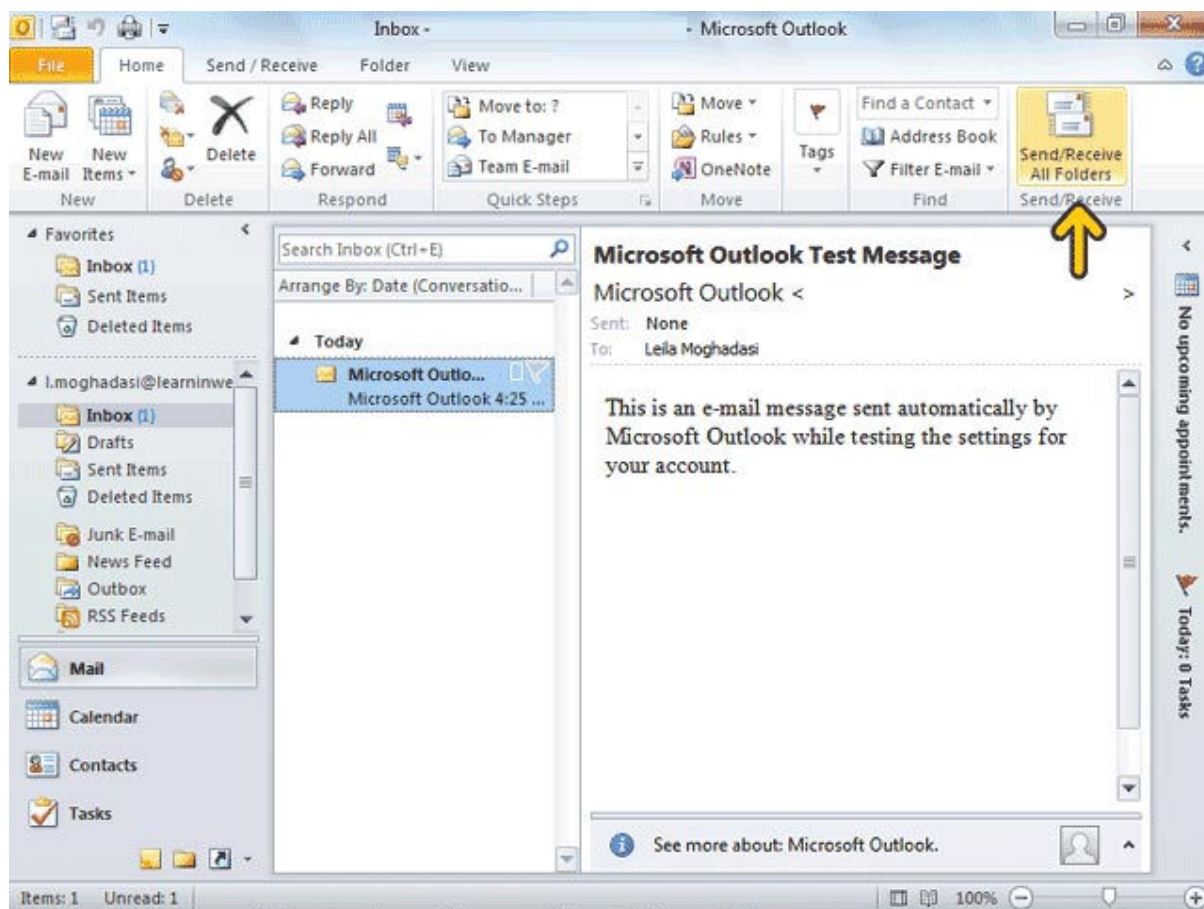 Inbox - - Microsoft Outlook
File Home Send / Receive Folder View
New E-mail
New Items
Delete
Reply
Reply All
Forward
Move to: ?
To Manager
Team E-mail
Move
Rules
OneNote
Tags
Find a Contact
Address Book
Filter E-mail
Send/Receive
All Folders
New Delete Respond Quick Steps Move Find Send/Receive
Favorites
Inbox (1)
Sent Items
Deleted Items
l.moghadasi@learninwe
Inbox (1)
Drafts
Sent Items
Deleted Items
Junk E-mail
News Feed
Outbox
RSS Feeds
Mail
Calendar
Contacts
Tasks
Search Inbox (Ctrl+E)
Arrange By: Date (Conversatio...
Today
Microsoft Outlo...
Microsoft Outlook 4:25 ...
Microsoft Outlook Test Message
Microsoft Outlook < >
Sent: None
To: Leila Moghadasi
This is an e-mail message sent automatically by
Microsoft Outlook while testing the settings for
your account.
See more about: Microsoft Outlook.
No upcoming appointments.
Today: 0 Tasks
Items: 1 Unread: 1
100%